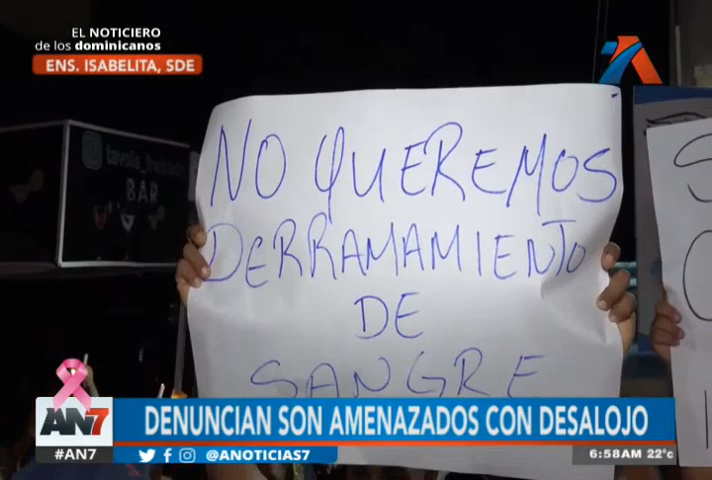 EL NOTICIERO
de los dominicanos
ENS. ISABELITA, SDE
BAR
NO QUEREMOS
DERRAMAMIENTO
DE
SANGRE
DENUNCIAN SON AMENAZADOS CON DESALOJO
AN7
#AN7
@ANOTICIAS7
6:58AM 22°c